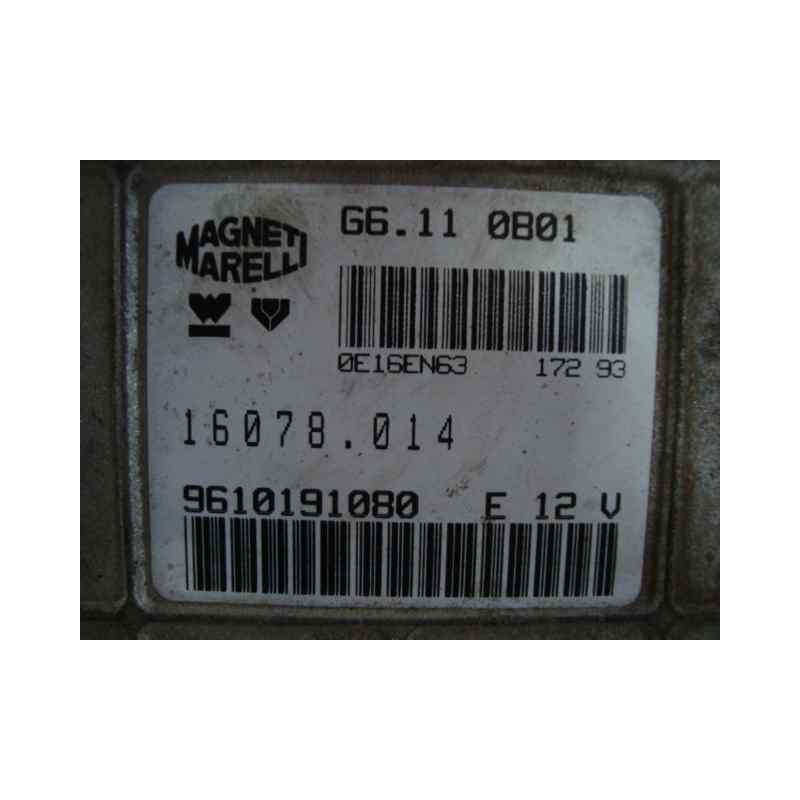 MAGNETI
MARELLI
G6.11 0B01
0E16EN63 172 93
16078.014
9610191080 E 12 V